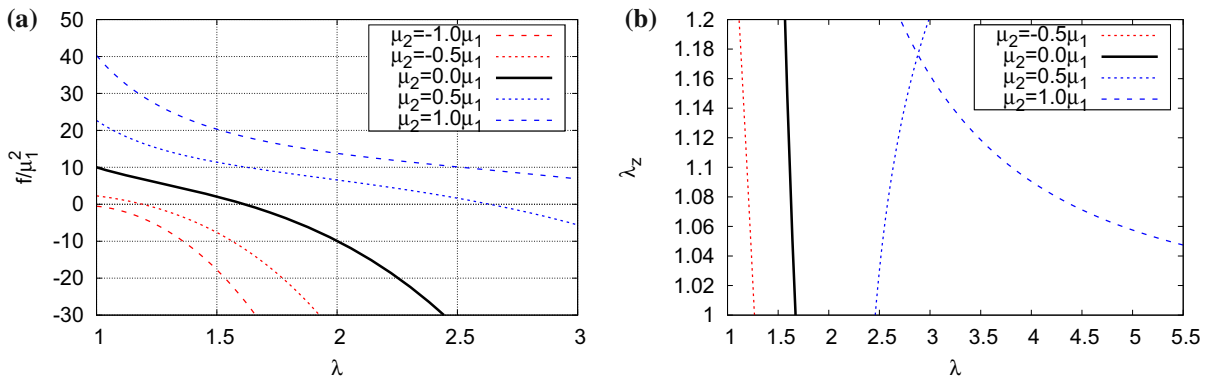 (a)
50
40
30
20
10
0
-10
-20
-30
f/μ₁²
μ₂=-1.0μ₁
μ₂=-0.5μ₁
μ₂=0.0μ₁
μ₂=0.5μ₁
μ₂=1.0μ₁
1 1.5 2 2.5 3
λ
(b)
1.2
1.18
1.16
1.14
1.12
1.1
1.08
1.06
1.04
1.02
1
λz
μ₂=-0.5μ₁
μ₂=0.0μ₁
μ₂=0.5μ₁
μ₂=1.0μ₁
1 1.5 2 2.5 3 3.5 4 4.5 5 5.5
λ